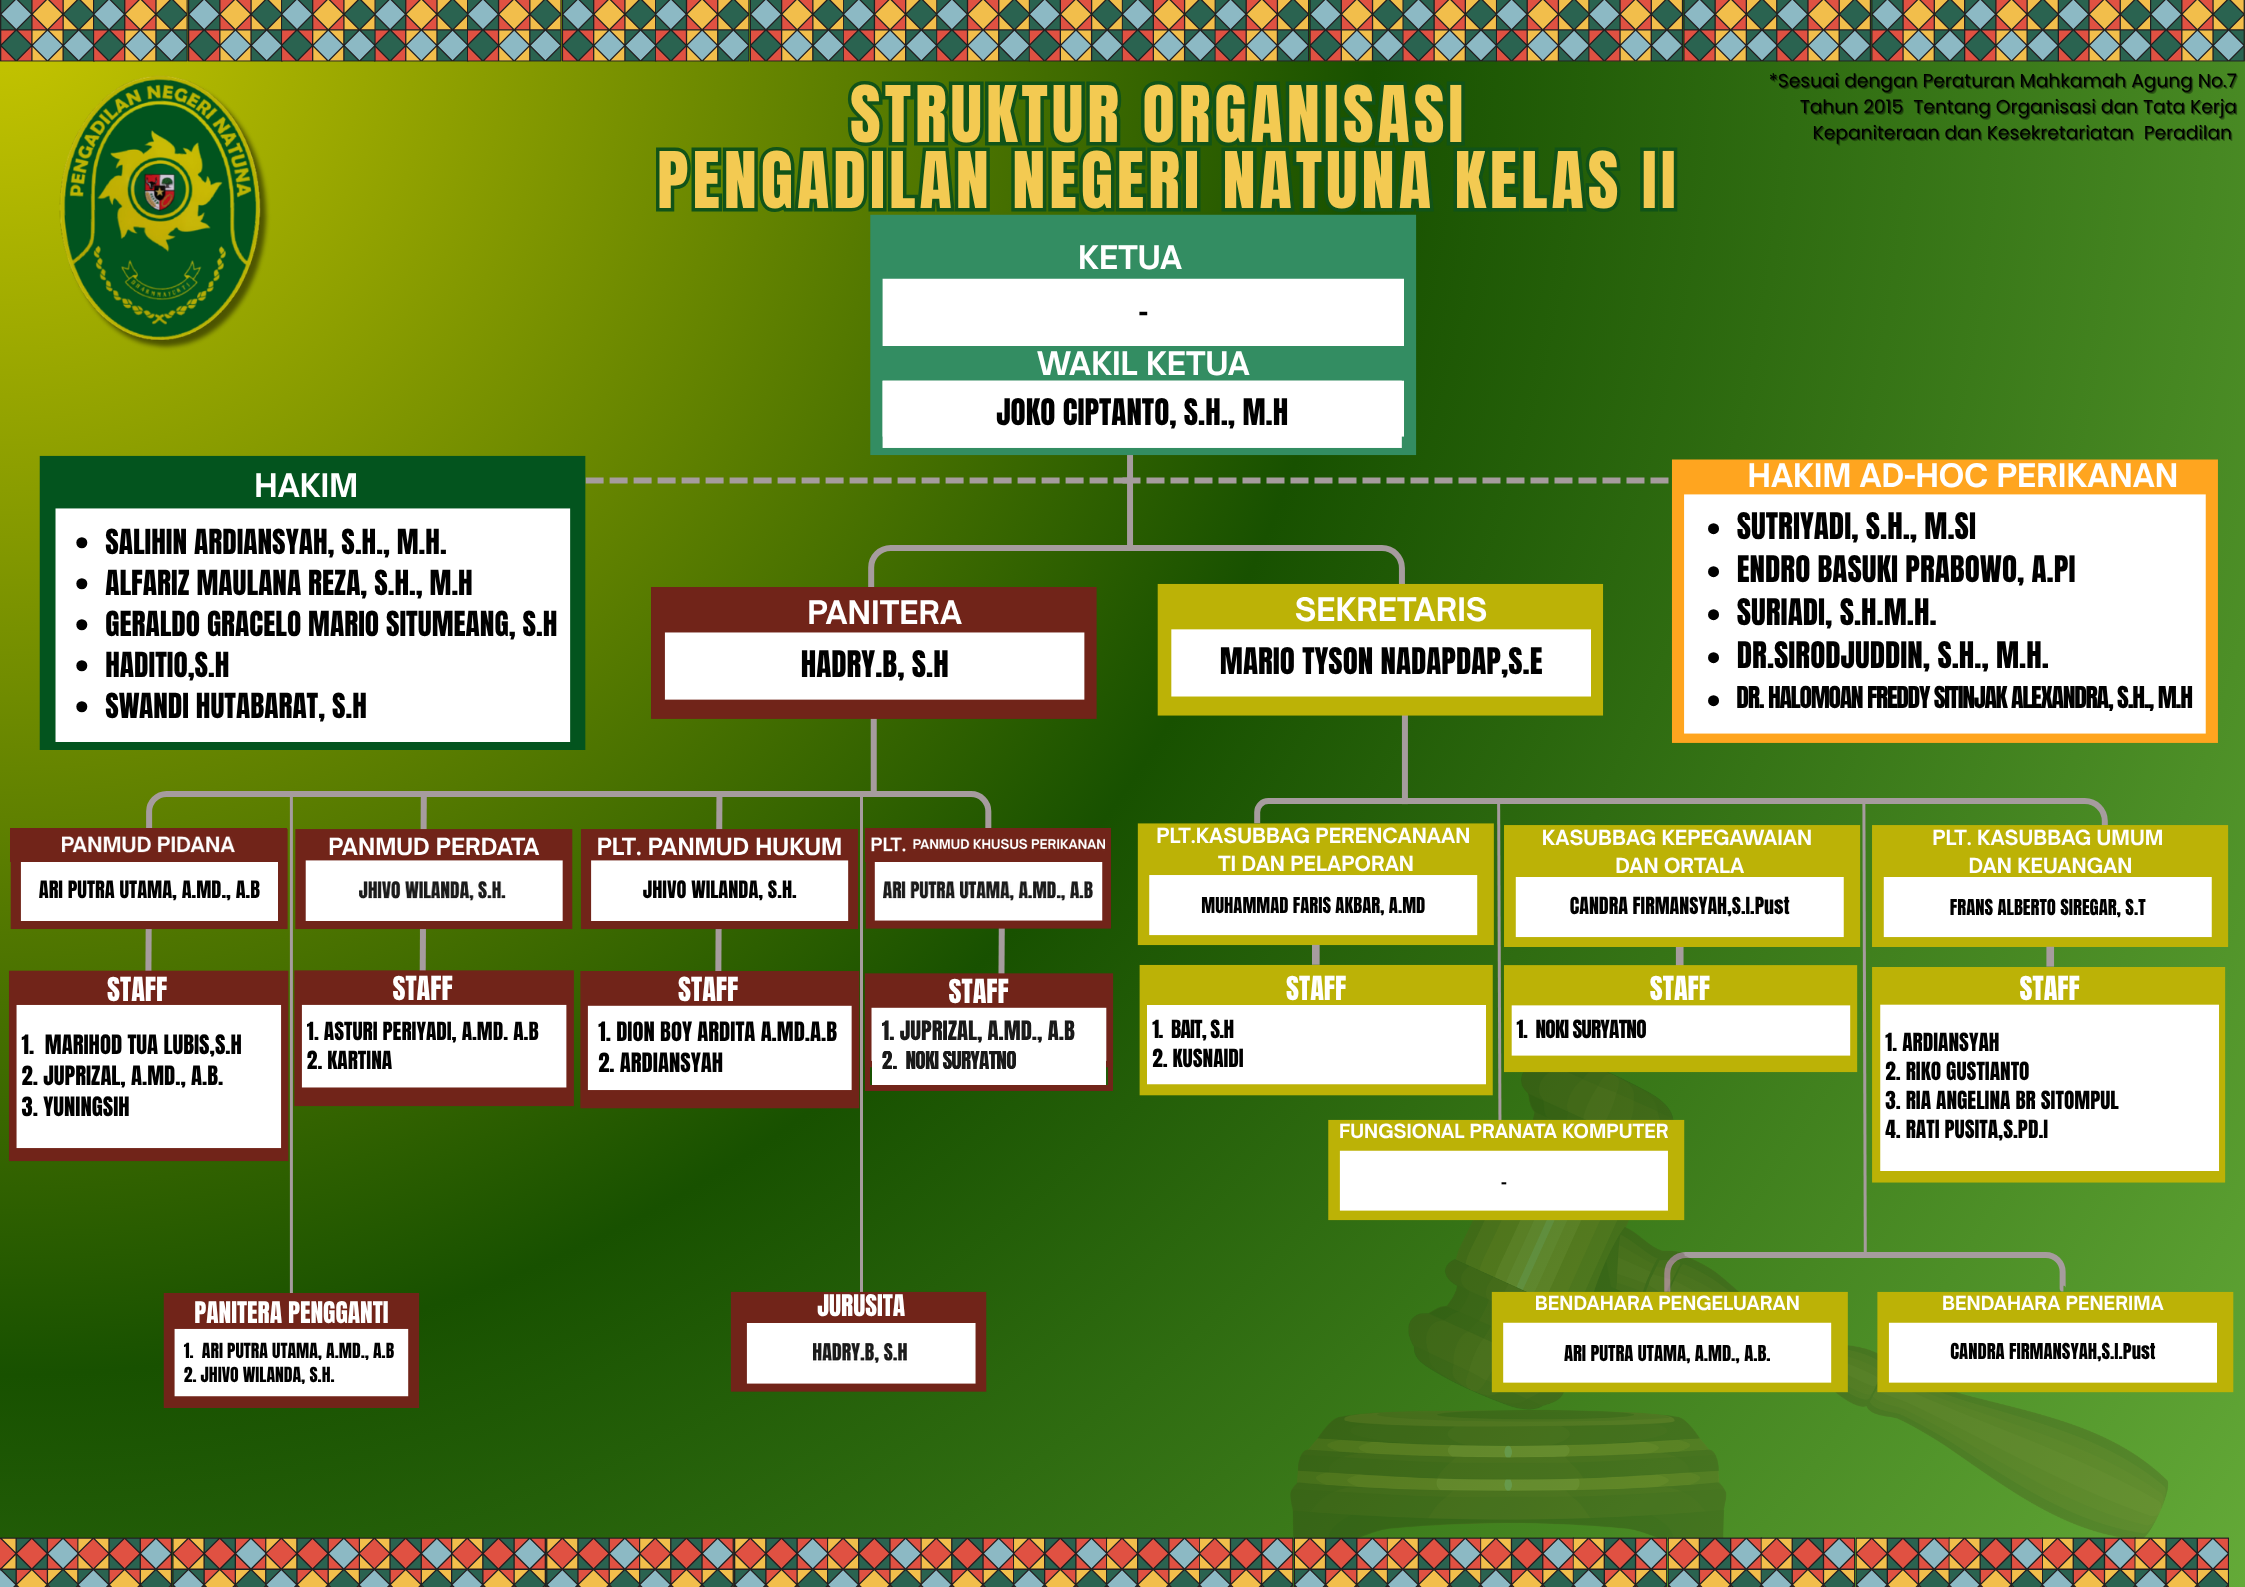 PENGADILAN NEGERI NATUNA
STRUKTUR ORGANISASI
PENGADILAN NEGERI NATUNA KELAS II
*Sesuai dengan Peraturan Mahkamah Agung No.7
Tahun 2015 Tentang Organisasi dan Tata Kerja
Kepaniteraan dan Kesekretariatan Peradilan
KETUA
-
WAKIL KETUA
JOKO CIPTANTO, S.H., M.H
HAKIM
• SALIHIN ARDIANSYAH, S.H., M.H.
• ALFARIZ MAULANA REZA, S.H., M.H
• GERALDO GRACELO MARIO SITUMEANG, S.H
• HADITIO,S.H
• SWANDI HUTABARAT, S.H
HAKIM AD-HOC PERIKANAN
• SUTRIYADI, S.H., M.SI
• ENDRO BASUKI PRABOWO, A.PI
• SURIADI, S.H.M.H.
• DR.SIRODJUDDIN, S.H., M.H.
• DR. HALOMOAN FREDDY SITINJAK ALEXANDRA, S.H., M.H
PANITERA
HADRY.B, S.H
SEKRETARIS
MARIO TYSON NADAPDAP,S.E
PANMUD PIDANA
ARI PUTRA UTAMA, A.MD., A.B
PANMUD PERDATA
JHIVO WILANDA, S.H.
PLT. PANMUD HUKUM
JHIVO WILANDA, S.H.
PLT. PANMUD KHUSUS PERIKANAN
ARI PUTRA UTAMA, A.MD., A.B
PLT.KASUBBAG PERENCANAAN
TI DAN PELAPORAN
MUHAMMAD FARIS AKBAR, A.MD
KASUBBAG KEPEGAWAIAN
DAN ORTALA
CANDRA FIRMANSYAH,S.I.Pust
PLT. KASUBBAG UMUM
DAN KEUANGAN
FRANS ALBERTO SIREGAR, S.T
STAFF
1. MARIHOD TUA LUBIS,S.H
2. JUPRIZAL, A.MD., A.B.
3. YUNINGSIH
STAFF
1. ASTURI PERIYADI, A.MD. A.B
2. KARTINA
STAFF
1. DION BOY ARDITA A.MD.A.B
2. ARDIANSYAH
STAFF
1. JUPRIZAL, A.MD., A.B
2. NOKI SURYATNO
STAFF
1. BAIT, S.H
2. KUSNAIDI
STAFF
1. NOKI SURYATNO
STAFF
1. ARDIANSYAH
2. RIKO GUSTIANTO
3. RIA ANGELINA BR SITOMPUL
4. RATI PUSITA,S.PD.I
FUNGSIONAL PRANATA KOMPUTER
-
PANITERA PENGGANTI
1. ARI PUTRA UTAMA, A.MD., A.B
2. JHIVO WILANDA, S.H.
JURUSITA
HADRY.B, S.H
BENDAHARA PENGELUARAN
ARI PUTRA UTAMA, A.MD., A.B.
BENDAHARA PENERIMA
CANDRA FIRMANSYAH,S.I.Pust